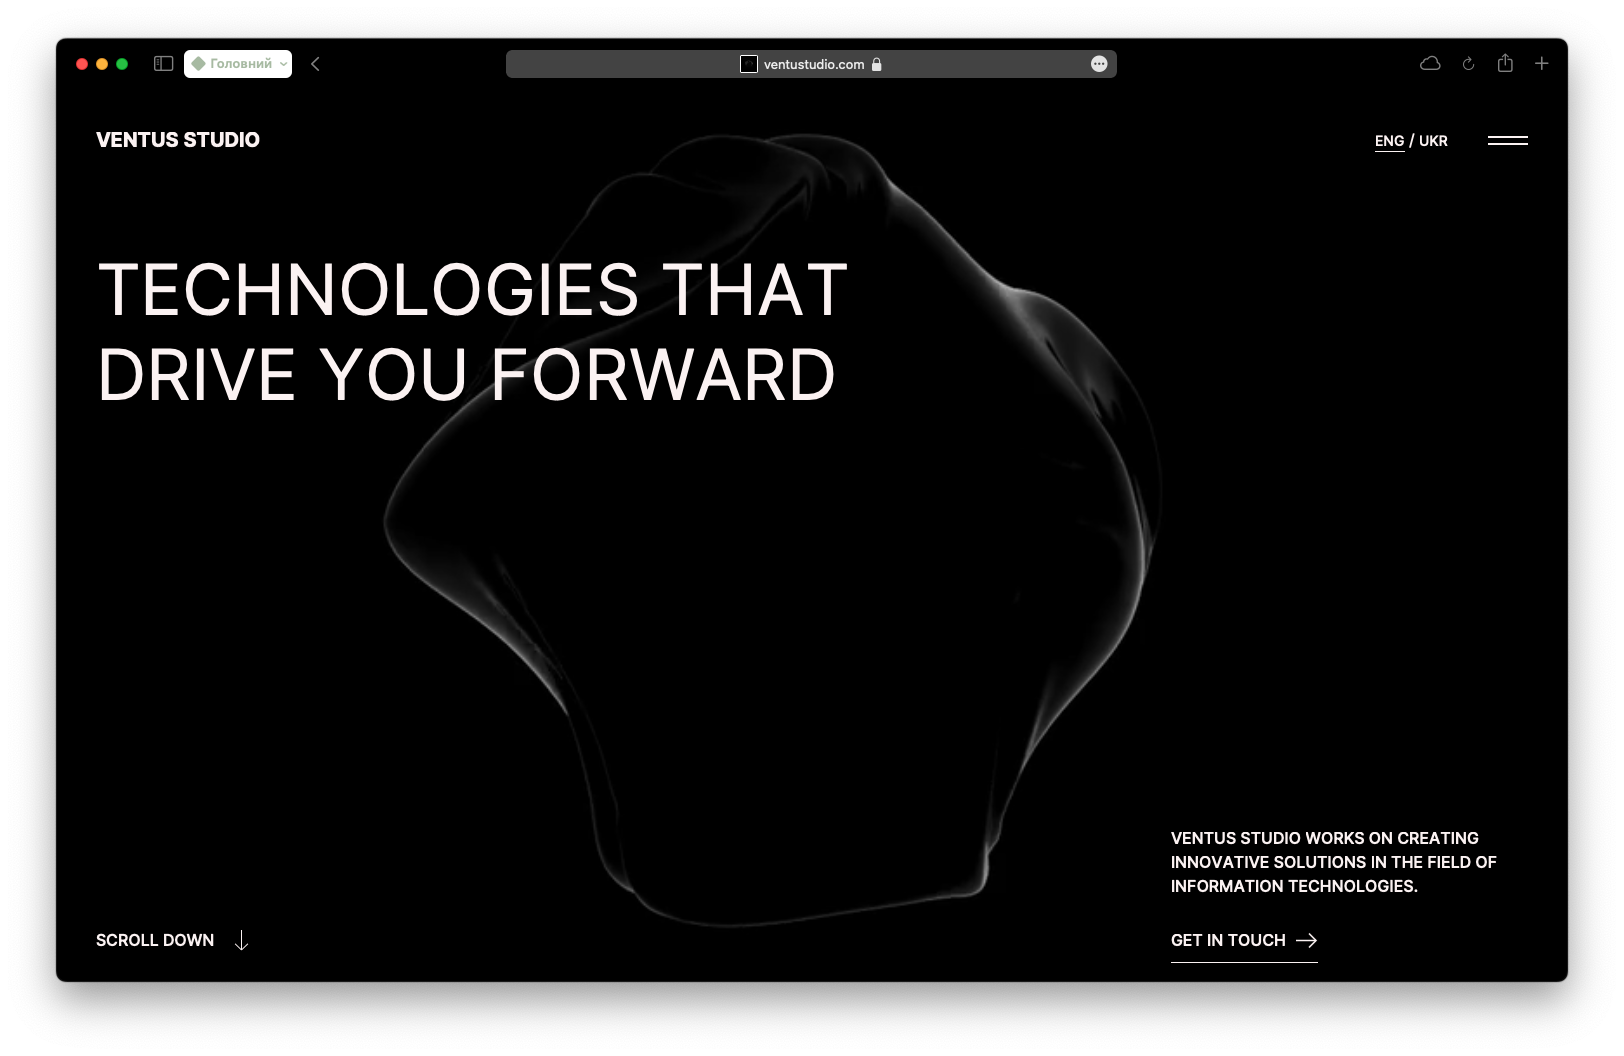 Головний
ventustudio.com
VENTUS STUDIO
ENG / UKR
TECHNOLOGIES THAT
DRIVE YOU FORWARD
VENTUS STUDIO WORKS ON CREATING
INNOVATIVE SOLUTIONS IN THE FIELD OF
INFORMATION TECHNOLOGIES.
SCROLL DOWN
GET IN TOUCH